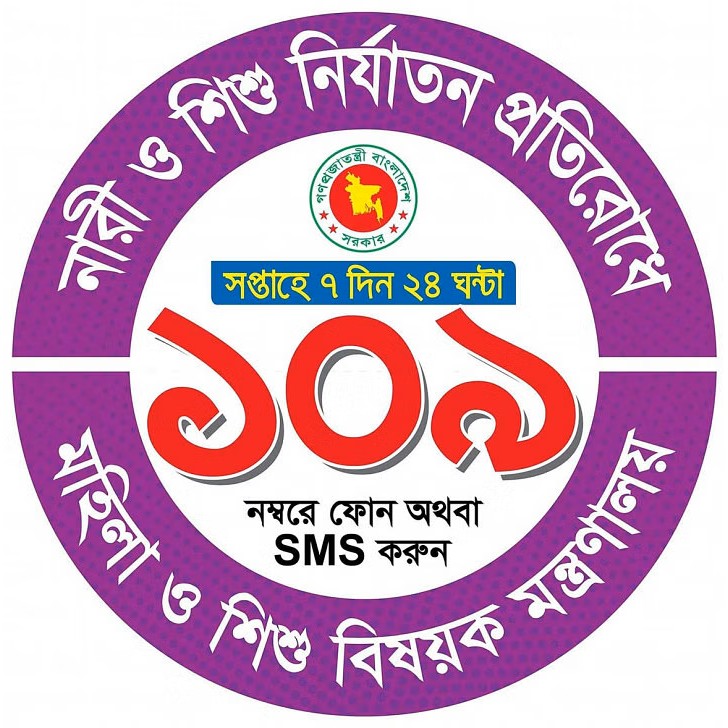 নারী ও শিশু নির্যাতন প্রতিরোধে
গণপ্রজাতন্ত্রী বাংলাদেশ
সরকার
সপ্তাহে ৭ দিন ২৪ ঘন্টা
১০৯
নম্বরে ফোন অথবা
SMS করুন
মহিলা ও শিশু বিষয়ক মন্ত্রণালয়